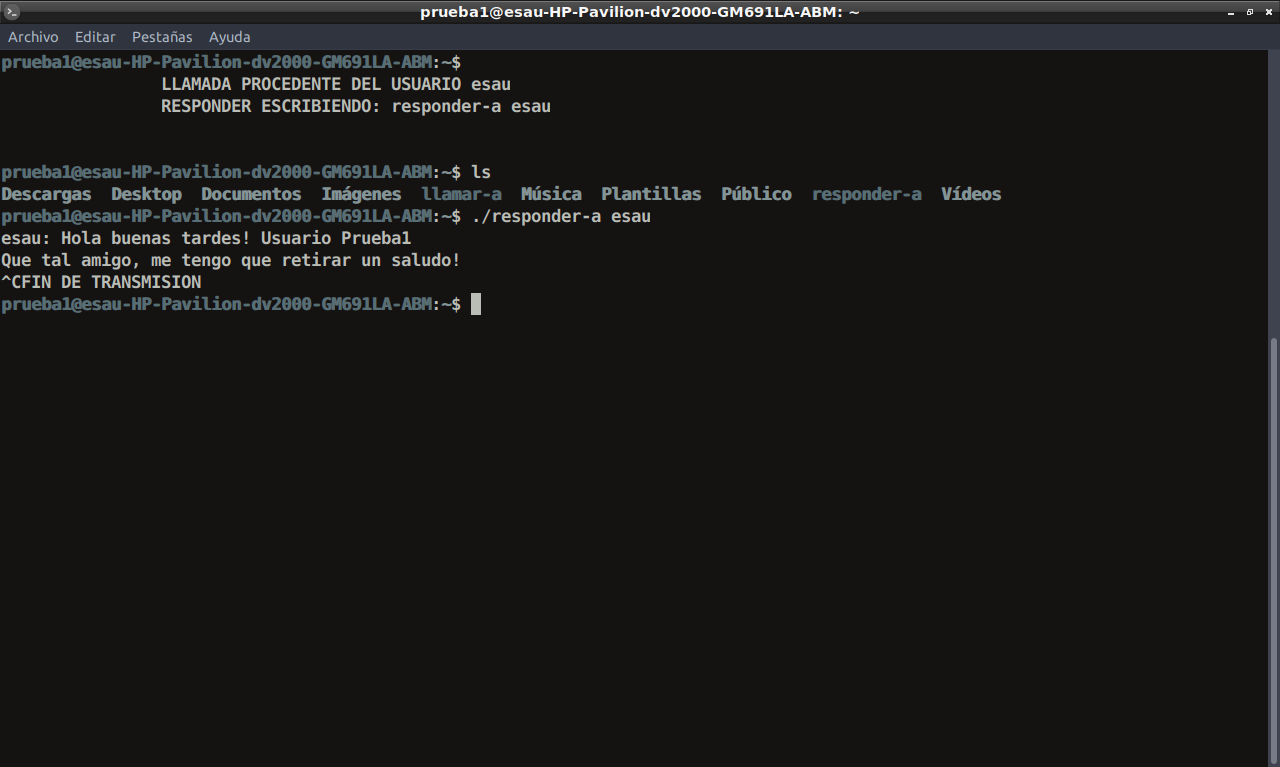 prueba1@esau-HP-Pavilion-dv2000-GM691LA-ABM: ~
Archivo Editar Pestañas Ayuda
prueba1@esau-HP-Pavilion-dv2000-GM691LA-ABM:~$
LLAMADA PROCEDENTE DEL USUARIO esau
RESPONDER ESCRIBIENDO: responder-a esau
prueba1@esau-HP-Pavilion-dv2000-GM691LA-ABM:~$ ls
Descargas Desktop Documentos Imágenes llamar-a Música Plantillas Público responder-a Vídeos
prueba1@esau-HP-Pavilion-dv2000-GM691LA-ABM:~$ ./responder-a esau
esau: Hola buenas tardes! Usuario Prueba1
Que tal amigo, me tengo que retirar un saludo!
^CFIN DE TRANSMISION
prueba1@esau-HP-Pavilion-dv2000-GM691LA-ABM:~$